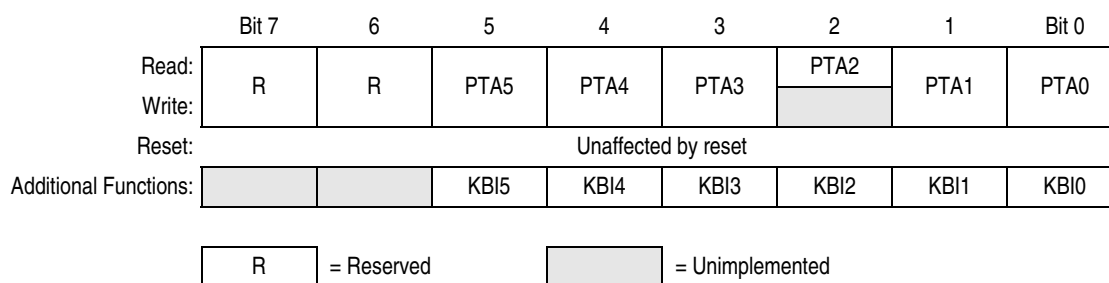 Bit 7 6 5 4 3 2 1 Bit 0
Read: R R PTA5 PTA4 PTA3 PTA2 PTA1 PTA0
Write:
Reset: Unaffected by reset
Additional Functions: KBI5 KBI4 KBI3 KBI2 KBI1 KBI0
R = Reserved = Unimplemented